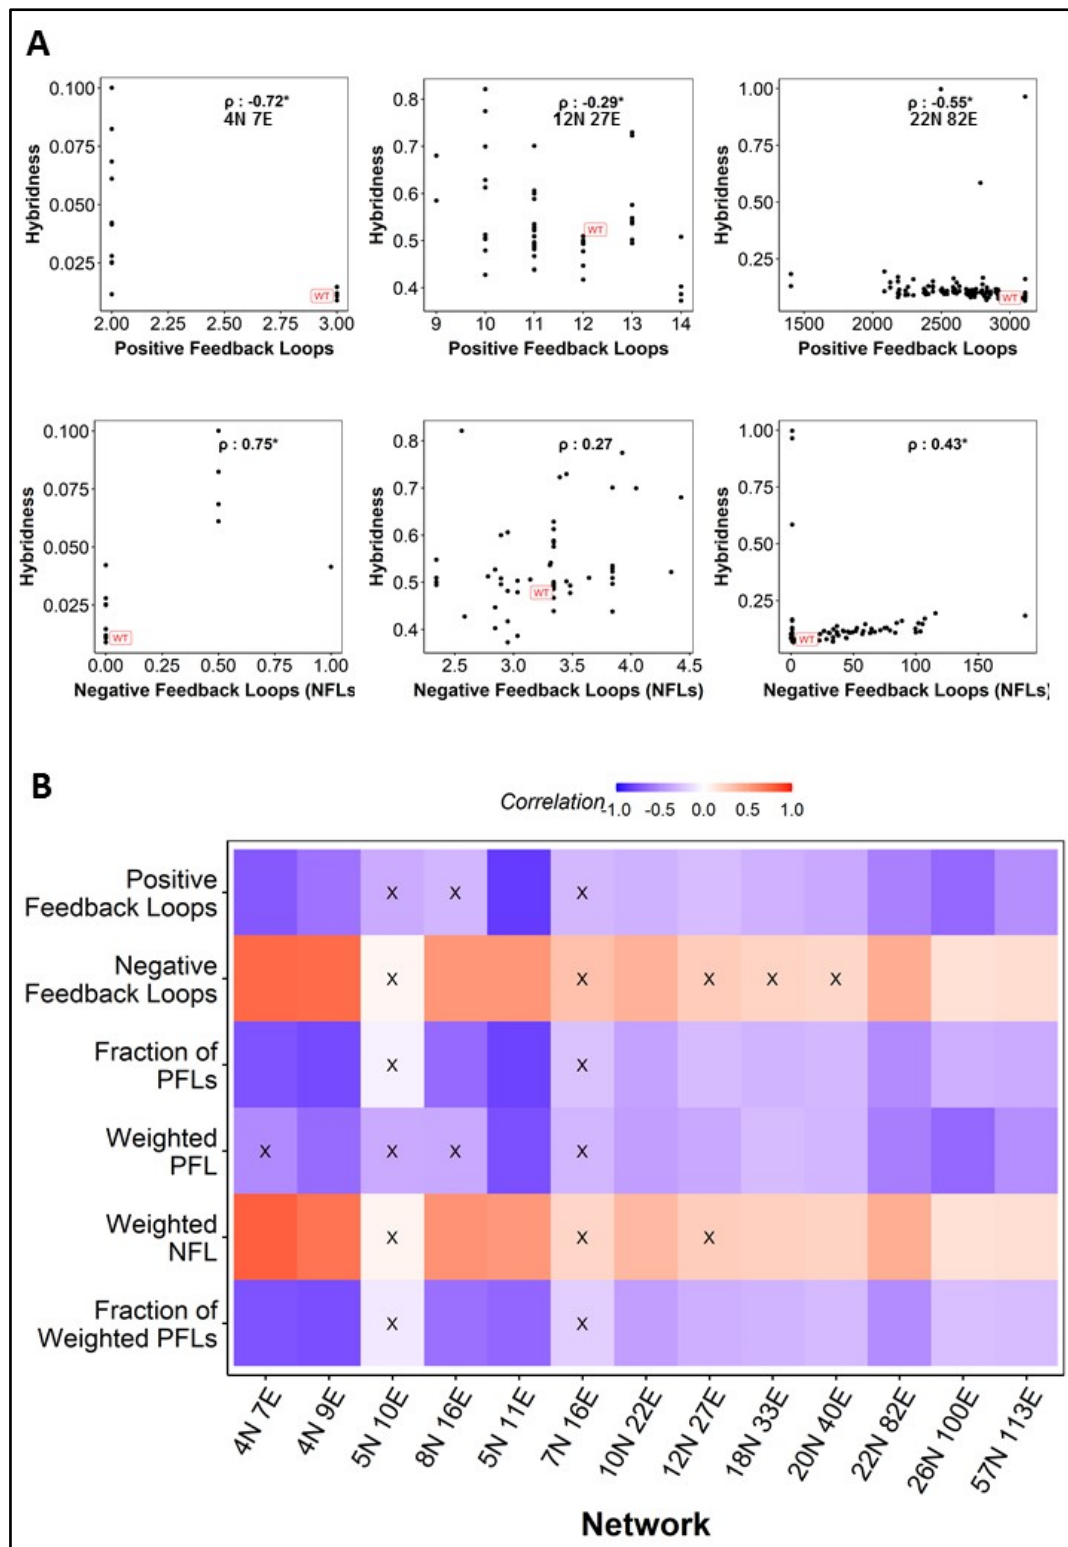 A
ρ : -0.72*
4N 7E
Hybridness
0.100
0.075
0.050
0.025
WT
2.00 2.25 2.50 2.75 3.00
Positive Feedback Loops
ρ : -0.29*
12N 27E
Hybridness
0.8
0.7
0.6
0.5
0.4
WT
9 10 11 12 13 14
Positive Feedback Loops
ρ : -0.55*
22N 82E
Hybridness
1.00
0.75
0.50
0.25
WT
1500 2000 2500 3000
Positive Feedback Loops
ρ : 0.75*
Hybridness
0.100
0.075
0.050
0.025
WT
0.00 0.25 0.50 0.75 1.00
Negative Feedback Loops (NFLs
ρ : 0.27
Hybridness
0.8
0.7
0.6
0.5
0.4
WT
2.5 3.0 3.5 4.0 4.5
Negative Feedback Loops (NFLs)
ρ : 0.43*
Hybridness
1.00
0.75
0.50
0.25
WT
0 50 100 150
Negative Feedback Loops (NFLs)
B
Correlation
-1.0 -0.5 0.0 0.5 1.0
Positive
Feedback Loops
X X X
Negative
Feedback Loops
X X X X X
Fraction of
PFLs
X X
Weighted
PFL
X X X X
Weighted
NFL
X X X
Fraction of
Weighted PFLs
X X
4N 7E
4N 9E
5N 10E
8N 16E
5N 11E
7N 16E
10N 22E
12N 27E
18N 33E
20N 40E
22N 82E
26N 100E
57N 113E
Network